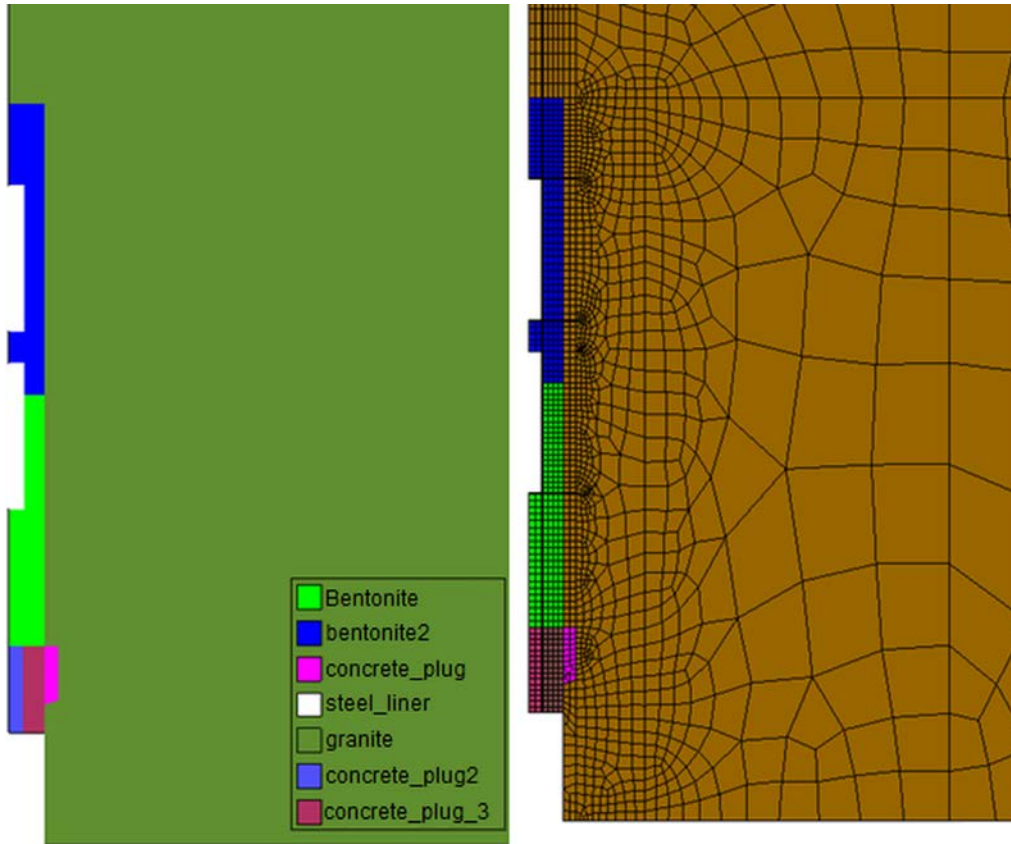 Bentonite
bentonite2
concrete_plug
steel_liner
granite
concrete_plug2
concrete_plug_3